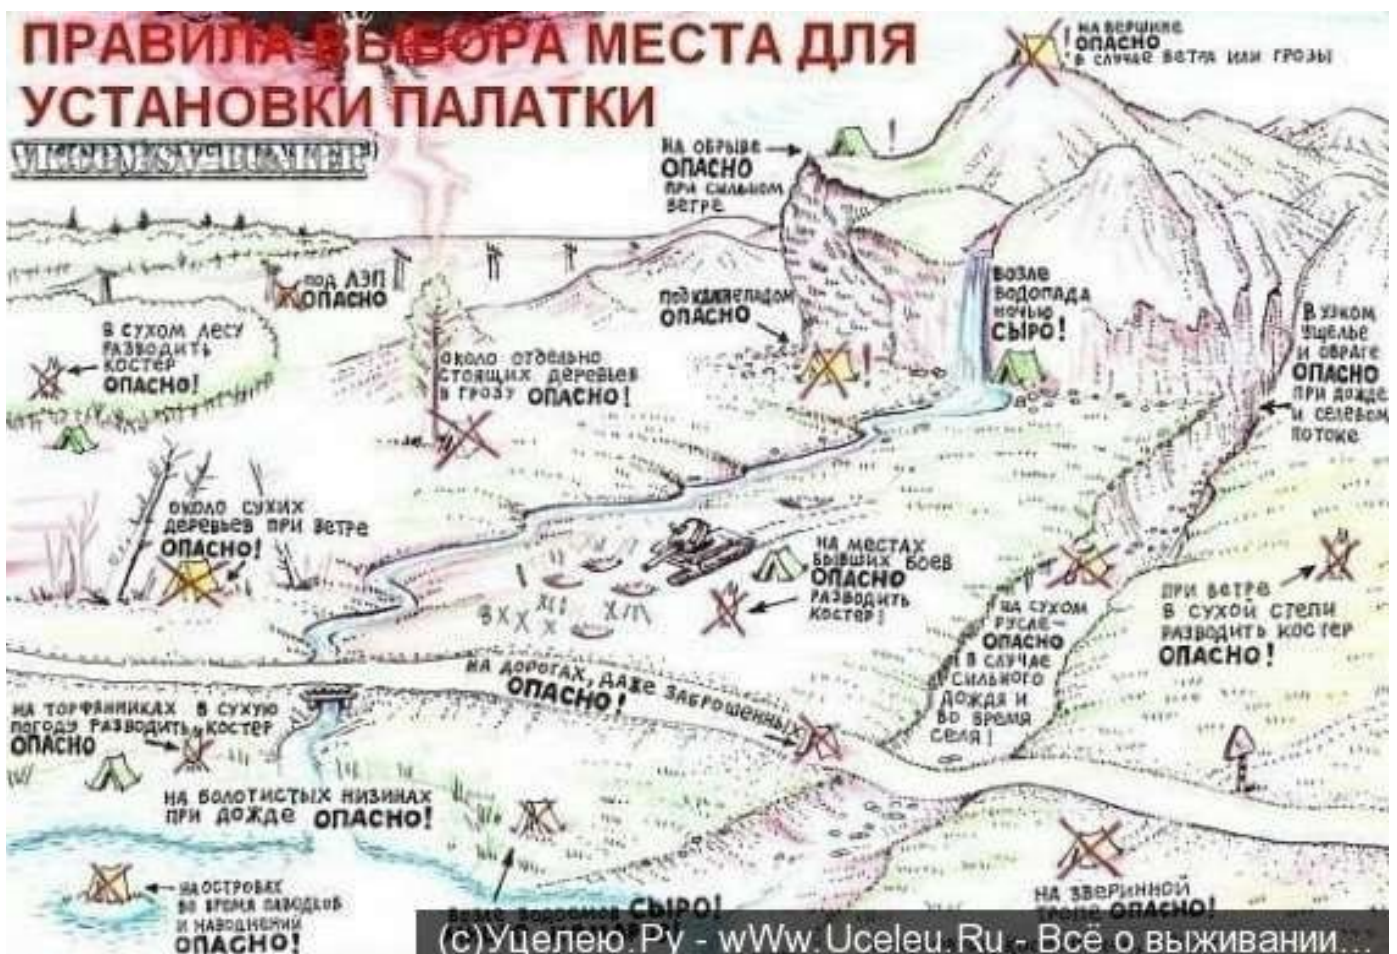 ПРАВИЛА ВЫБОРА МЕСТА ДЛЯ
УСТАНОВКИ ПАЛАТКИ
VK.COM/SV-BUNKER
НА ВЕРШИНЕ
ОПАСНО
В СЛУЧАЕ ВЕТРА ИЛИ ГРОЗЫ
!
НА ОБРЫВЕ
ОПАСНО
ПРИ СИЛЬНОМ
ВЕТРЕ
!
ПОД ЛЭП
ОПАСНО
ПОД КАМНЕПАДОМ
ОПАСНО
!
ВОЗЛЕ
ВОДОПАДА
НОЧЬЮ
СЫРО!
В УЗКОМ
УЩЕЛЬЕ
И ОВРАГЕ
ОПАСНО
ПРИ ДОЖДЕ
И СЕЛЕВОМ
ПОТОКЕ
В СУХОМ ЛЕСУ
РАЗВОДИТЬ
КОСТЕР
ОПАСНО!
ОКОЛО ОТДЕЛЬНО
СТОЯЩИХ ДЕРЕВЬЕВ
В ГРОЗУ ОПАСНО!
ОКОЛО СУХИХ
ДЕРЕВЬЕВ ПРИ ВЕТРЕ
ОПАСНО!
НА МЕСТАХ
БЫВШИХ БОЕВ
ОПАСНО
РАЗВОДИТЬ
КОСТЕР!
НА СУХОМ
РУСЛЕ-
ОПАСНО
В СЛУЧАЕ
СИЛЬНОГО
ДОЖДЯ И
ВО ВРЕМЯ
СЕЛЯ!
ПРИ ВЕТРЕ
В СУХОЙ СТЕПИ
РАЗВОДИТЬ КОСТЕР
ОПАСНО!
НА ДОРОГАХ, ДАЖЕ ЗАБРОШЕННЫХ
ОПАСНО!
НА ТОРФЯННИКАХ В СУХУЮ
ПОГОДУ РАЗВОДИТЬ КОСТЕР
ОПАСНО
НА БОЛОТИСТЫХ НИЗИНАХ
ПРИ ДОЖДЕ ОПАСНО!
НА ОСТРОВАХ
ВО ВРЕМЯ ПАВОДКОВ
И НАВОДНЕНИЙ
ОПАСНО!
ВОЗЛЕ ВОДОЕМОВ СЫРО!
НА ЗВЕРИННОЙ
ТРОПЕ ОПАСНО!
(c)Уцелею.Ру - wWw.Uceleu.Ru - Всё о выживании...